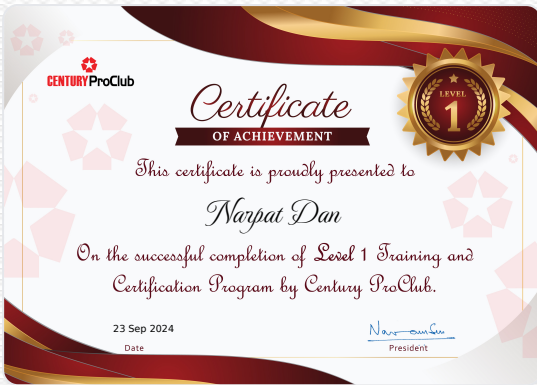 CENTURY ProClub
LEVEL
1
Certificate
OF ACHIEVEMENT
This certificate is proudly presented to
Narpat Dan
On the successful completion of Level 1 Training and
Certification Program by Century ProClub.
23 Sep 2024
Date
President